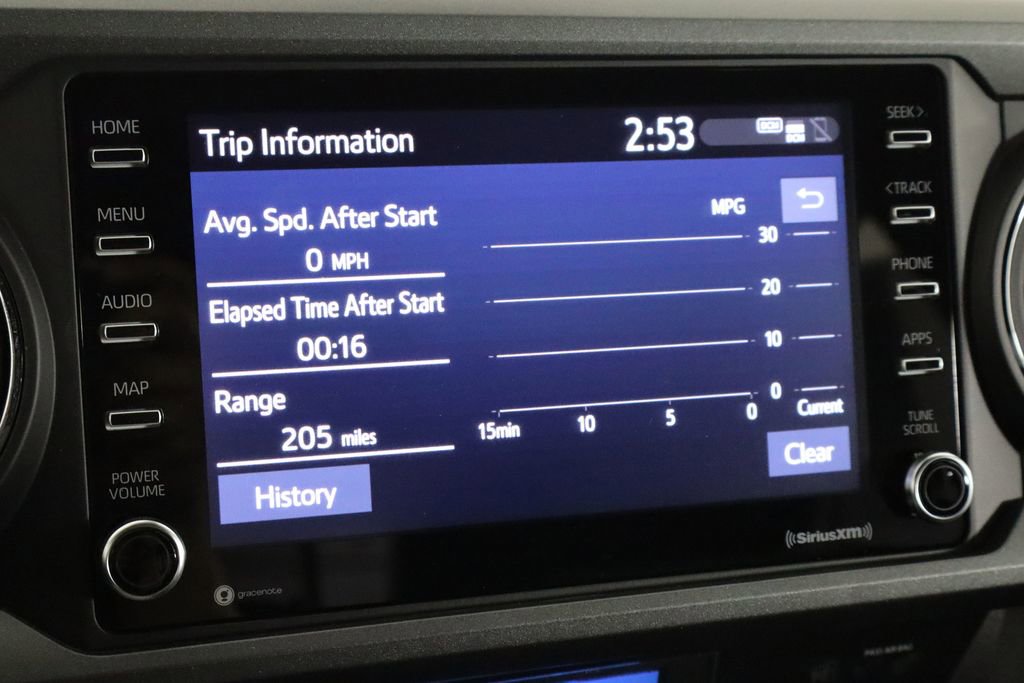 HOME
MENU
AUDIO
MAP
POWER
VOLUME
Trip Information
2:53
DCM
DCM
Avg. Spd. After Start
0 MPH
Elapsed Time After Start
00:16
Range
205 miles
History
MPG
30
20
10
0
15min 10 5 0
Current
Clear
SEEK>
<TRACK
PHONE
APPS
TUNE
SCROLL
gracenote
SiriusXM